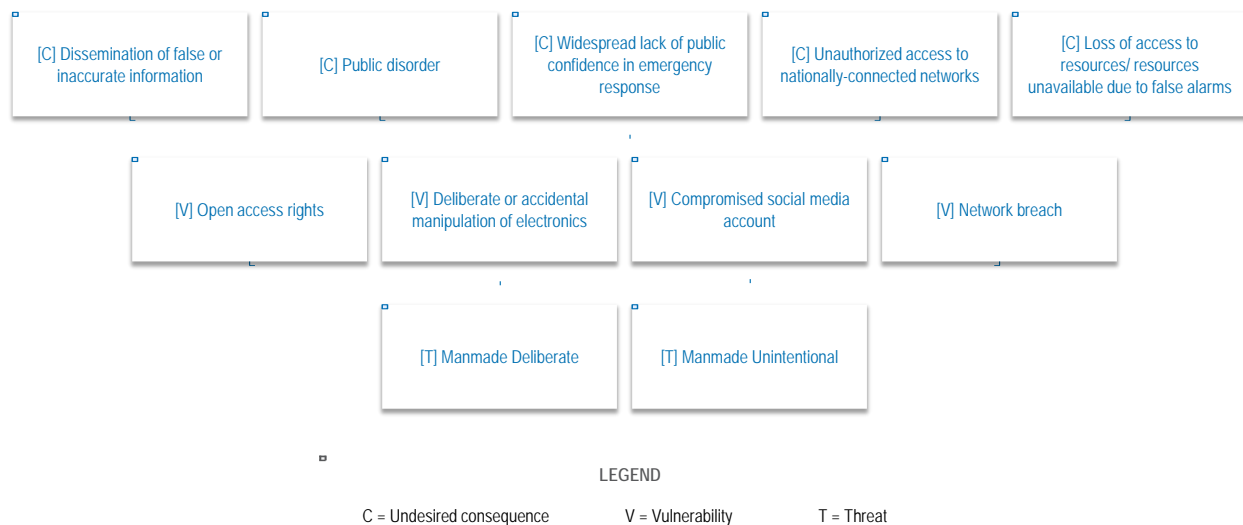 [C] Dissemination of false or
inaccurate information
[C] Public disorder
[C] Widespread lack of public
confidence in emergency
response
[C] Unauthorized access to
nationally-connected networks
[C] Loss of access to
resources/ resources
unavailable due to false alarms
[V] Open access rights
[V] Deliberate or accidental
manipulation of electronics
[V] Compromised social media
account
[V] Network breach
[T] Manmade Deliberate
[T] Manmade Unintentional
LEGEND
C = Undesired consequence V = Vulnerability T = Threat